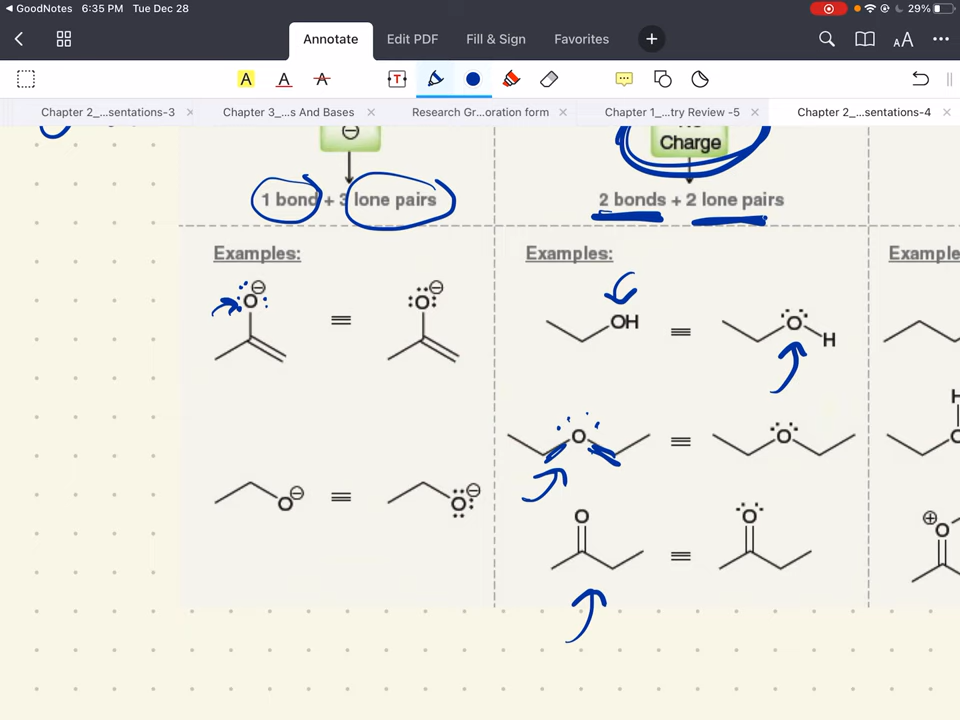 GoodNotes 6:35 PM Tue Dec 28 29%
Annotate Edit PDF Fill & Sign Favorites
AA
A A A T
Chapter 2_...sentations-3 Chapter 3_...s And Bases Research Gr...oration form Chapter 1_...try Review -5 Chapter 2_...sentations-4
Charge
1 bond + 3 lone pairs 2 bonds + 2 lone pairs
Examples: Examples: Example
O O OH O H
O O H O
O O
O O O